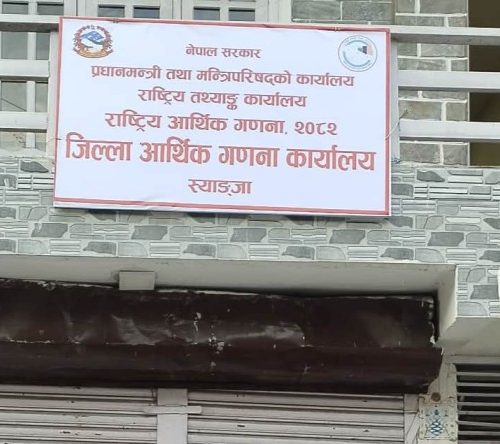 नेपाल सरकार
प्रधानमन्त्री तथा मन्त्रिपरिषद्को कार्यालय
राष्ट्रिय तथ्याङ्क कार्यालय
राष्ट्रिय आर्थिक गणना, २०८२
जिल्ला आर्थिक गणना कार्यालय
स्याङ्जा